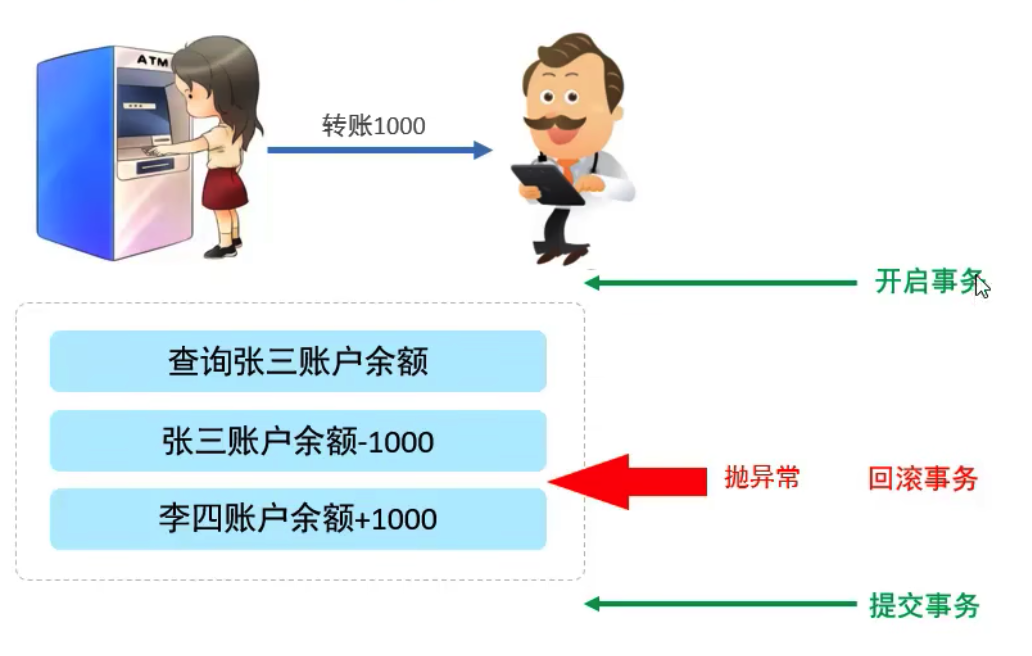 ATM
转账1000
开启事务
查询张三账户余额
张三账户余额-1000
抛异常
回滚事务
李四账户余额+1000
提交事务